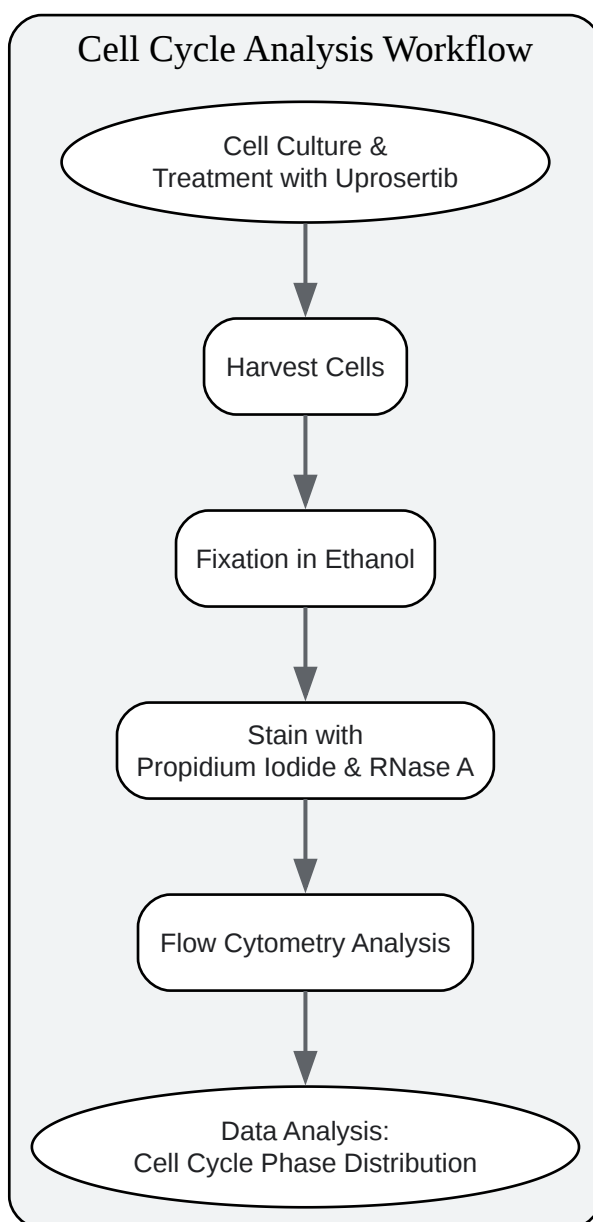 Cell Cycle Analysis Workflow
Cell Culture &
Treatment with Uprosertib
Harvest Cells
Fixation in Ethanol
Stain with
Propidium Iodide & RNase A
Flow Cytometry Analysis
Data Analysis:
Cell Cycle Phase Distribution